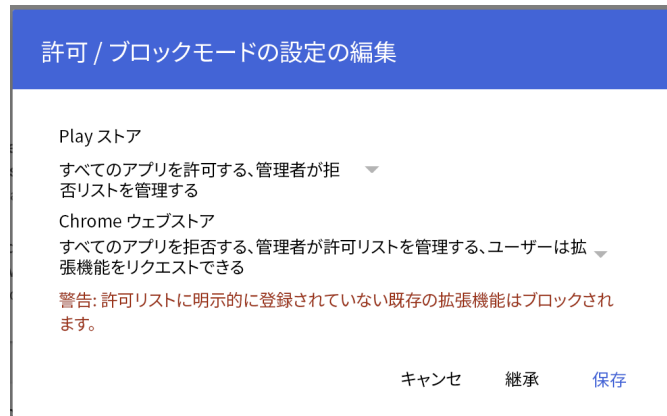 許可 / ブロックモードの設定の編集
Play ストア
すべてのアプリを許可する、管理者が拒
否リストを管理する
Chrome ウェブストア
すべてのアプリを拒否する、管理者が許可リストを管理する、ユーザーは拡
張機能をリクエストできる
警告: 許可リストに明示的に登録されていない既存の拡張機能はブロックされ
ます。
キャンセ 継承 保存